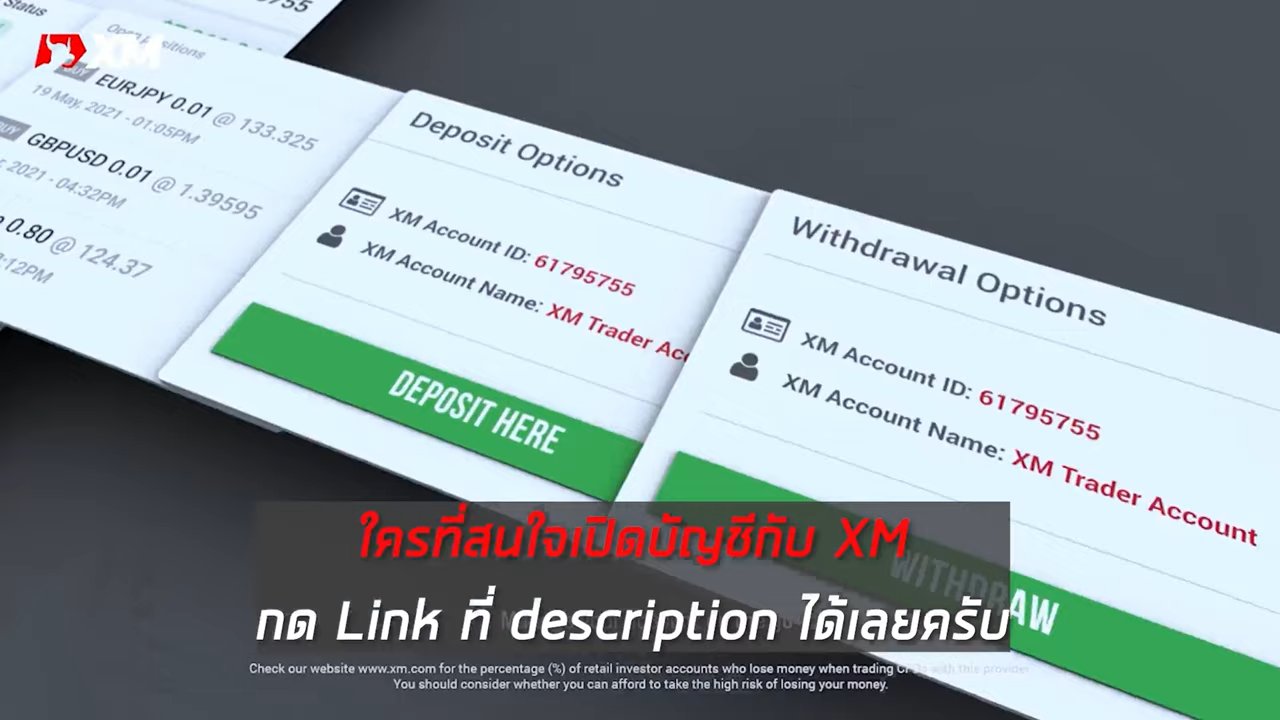 Status
55755
XM
Open Positions
BUY EURJPY 0.01 @ 133.325
19 May, 2021 - 01:05PM
BUY GBPUSD 0.01 @ 1.39595
2021 - 04:32PM
0.80 @ 124.37
12PM
Deposit Options
XM Account ID: 61795755
XM Account Name: XM Trader
DEPOSIT HERE
Withdrawal Options
XM Account ID: 61795755
XM Account Name: XM Trader Account
WITHDRAW
ใครที่สนใจเปิดบัญชีกับ XM
กด Link ที่ description ได้เลยครับ
Check our website www.xm.com for the percentage (%) of retail investor accounts who lose money when trading CFDs with this provider.
You should consider whether you can afford to take the high risk of losing your money.